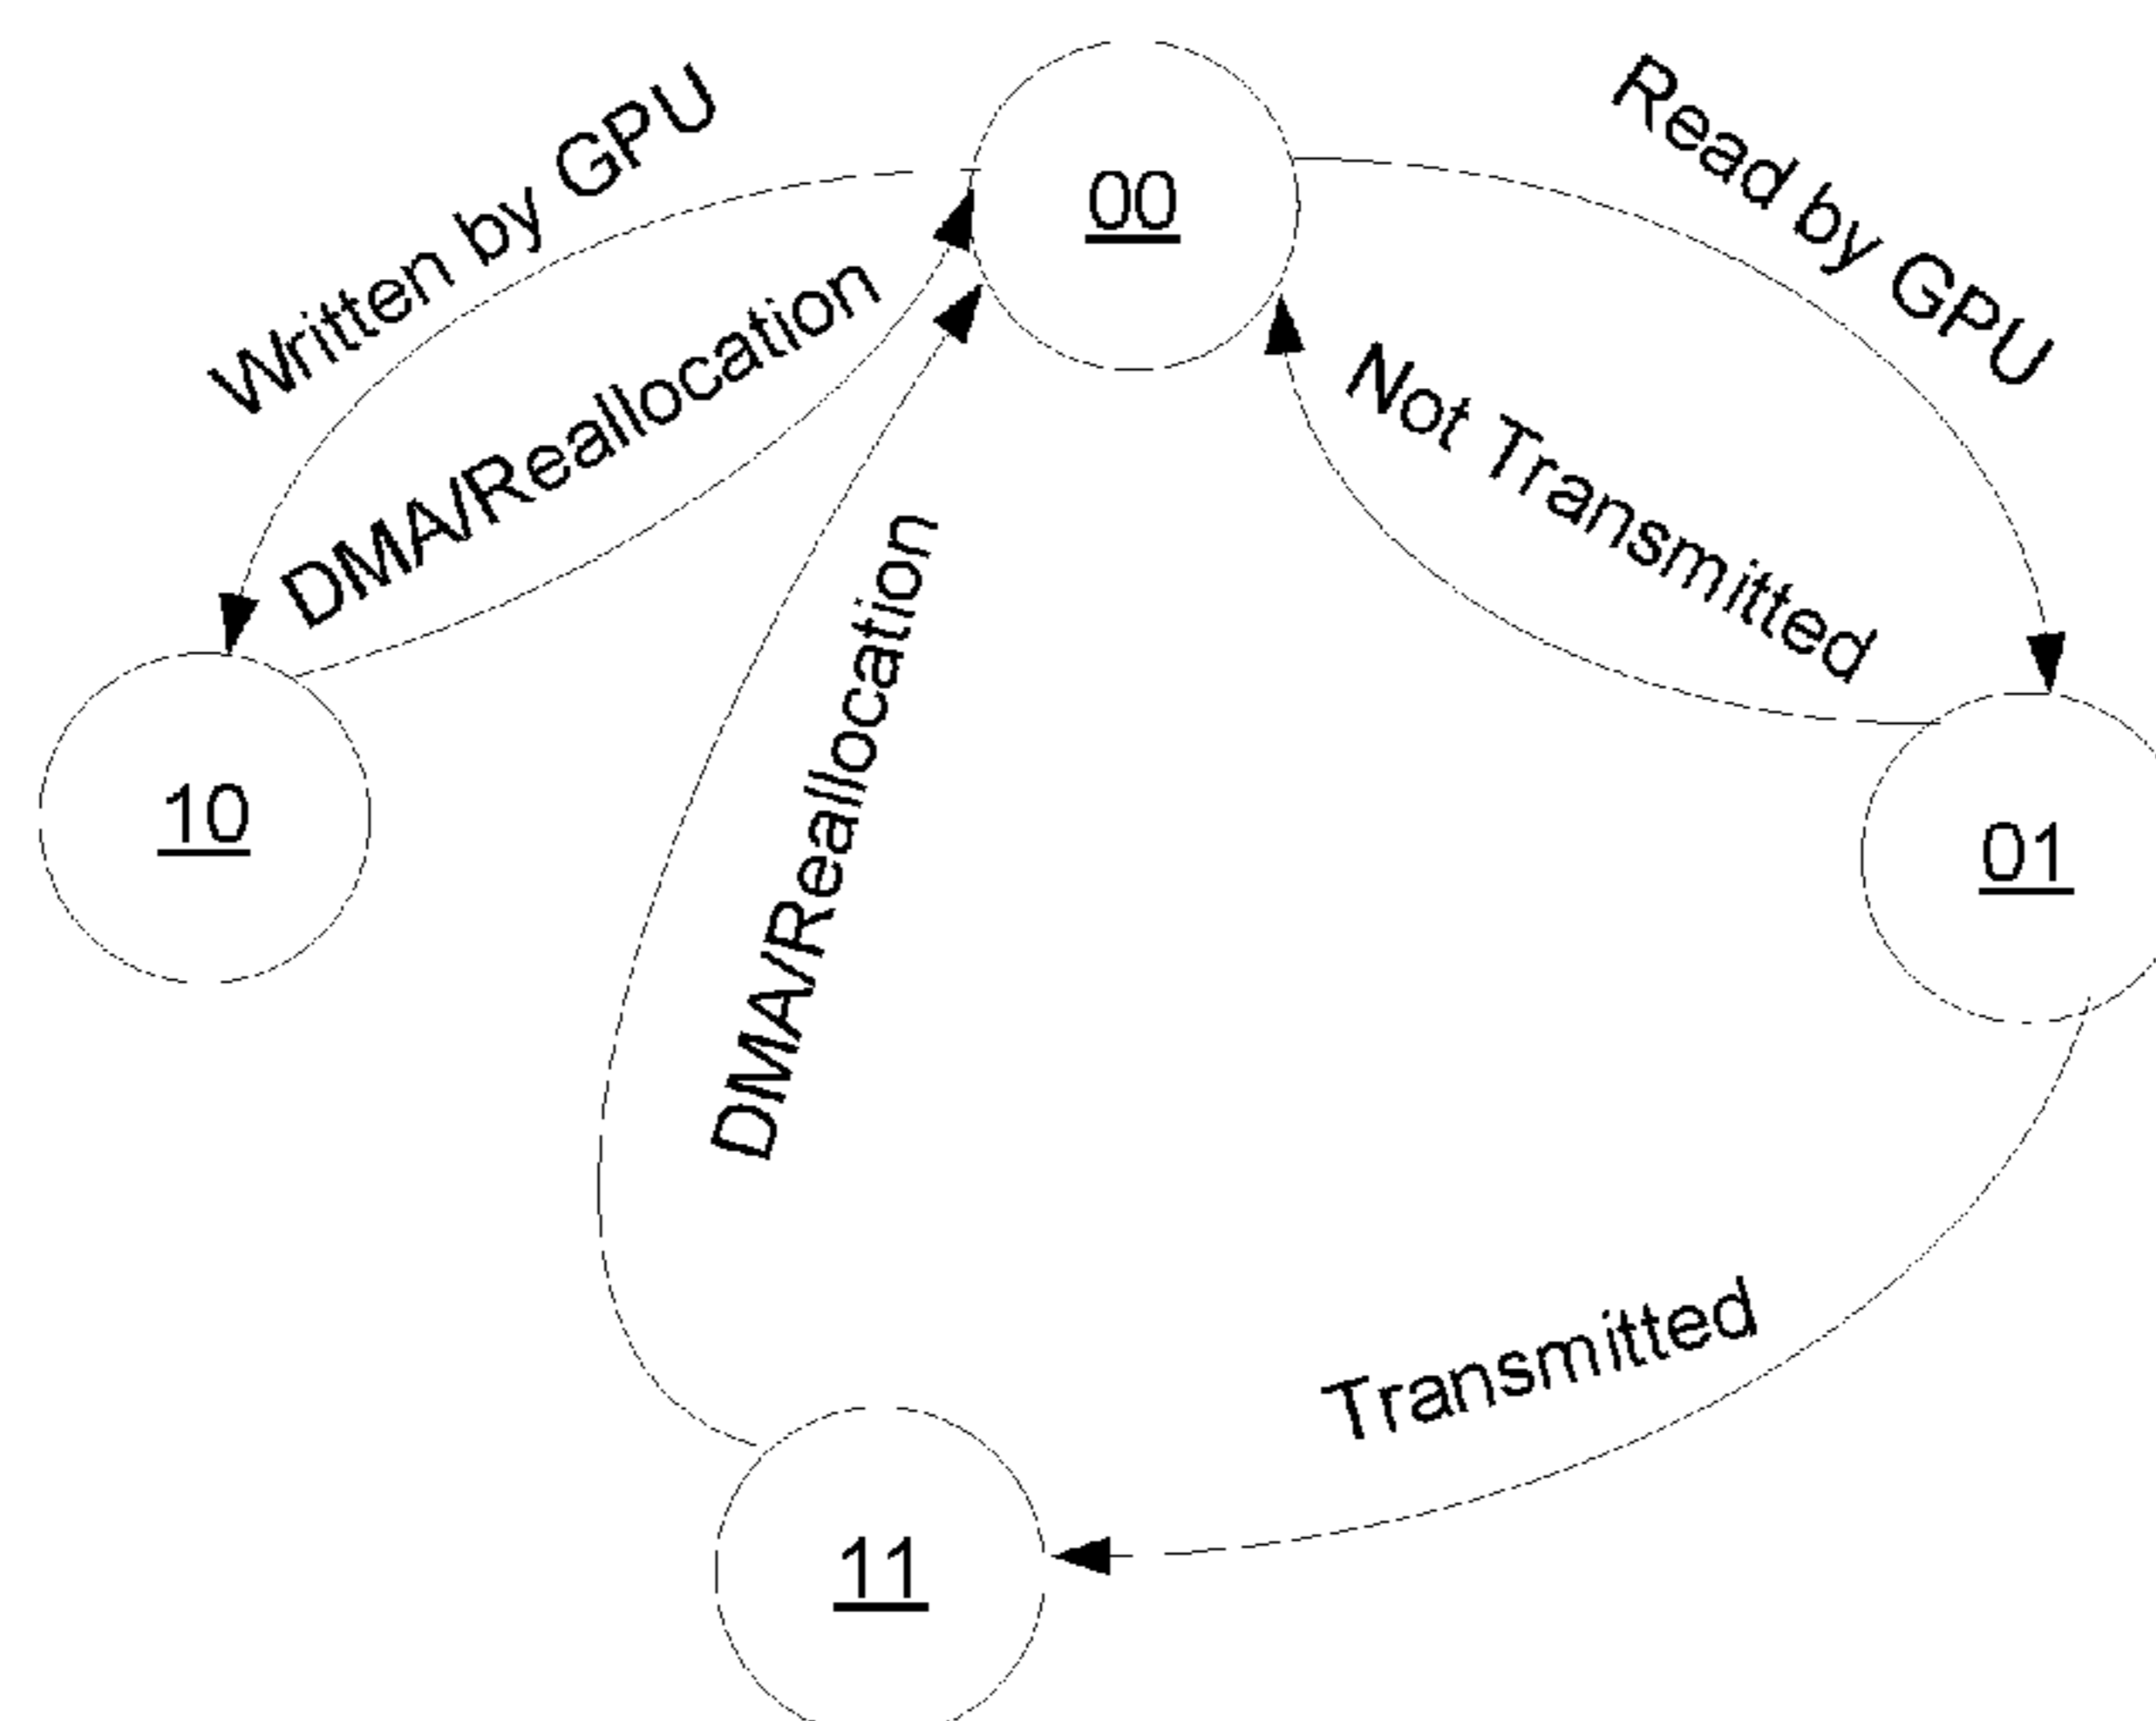 Written by GPU
00
Read by GPU
DMA/Reallocation
Not Transmitted
DMA/Reallocation
10
01
Transmitted
11